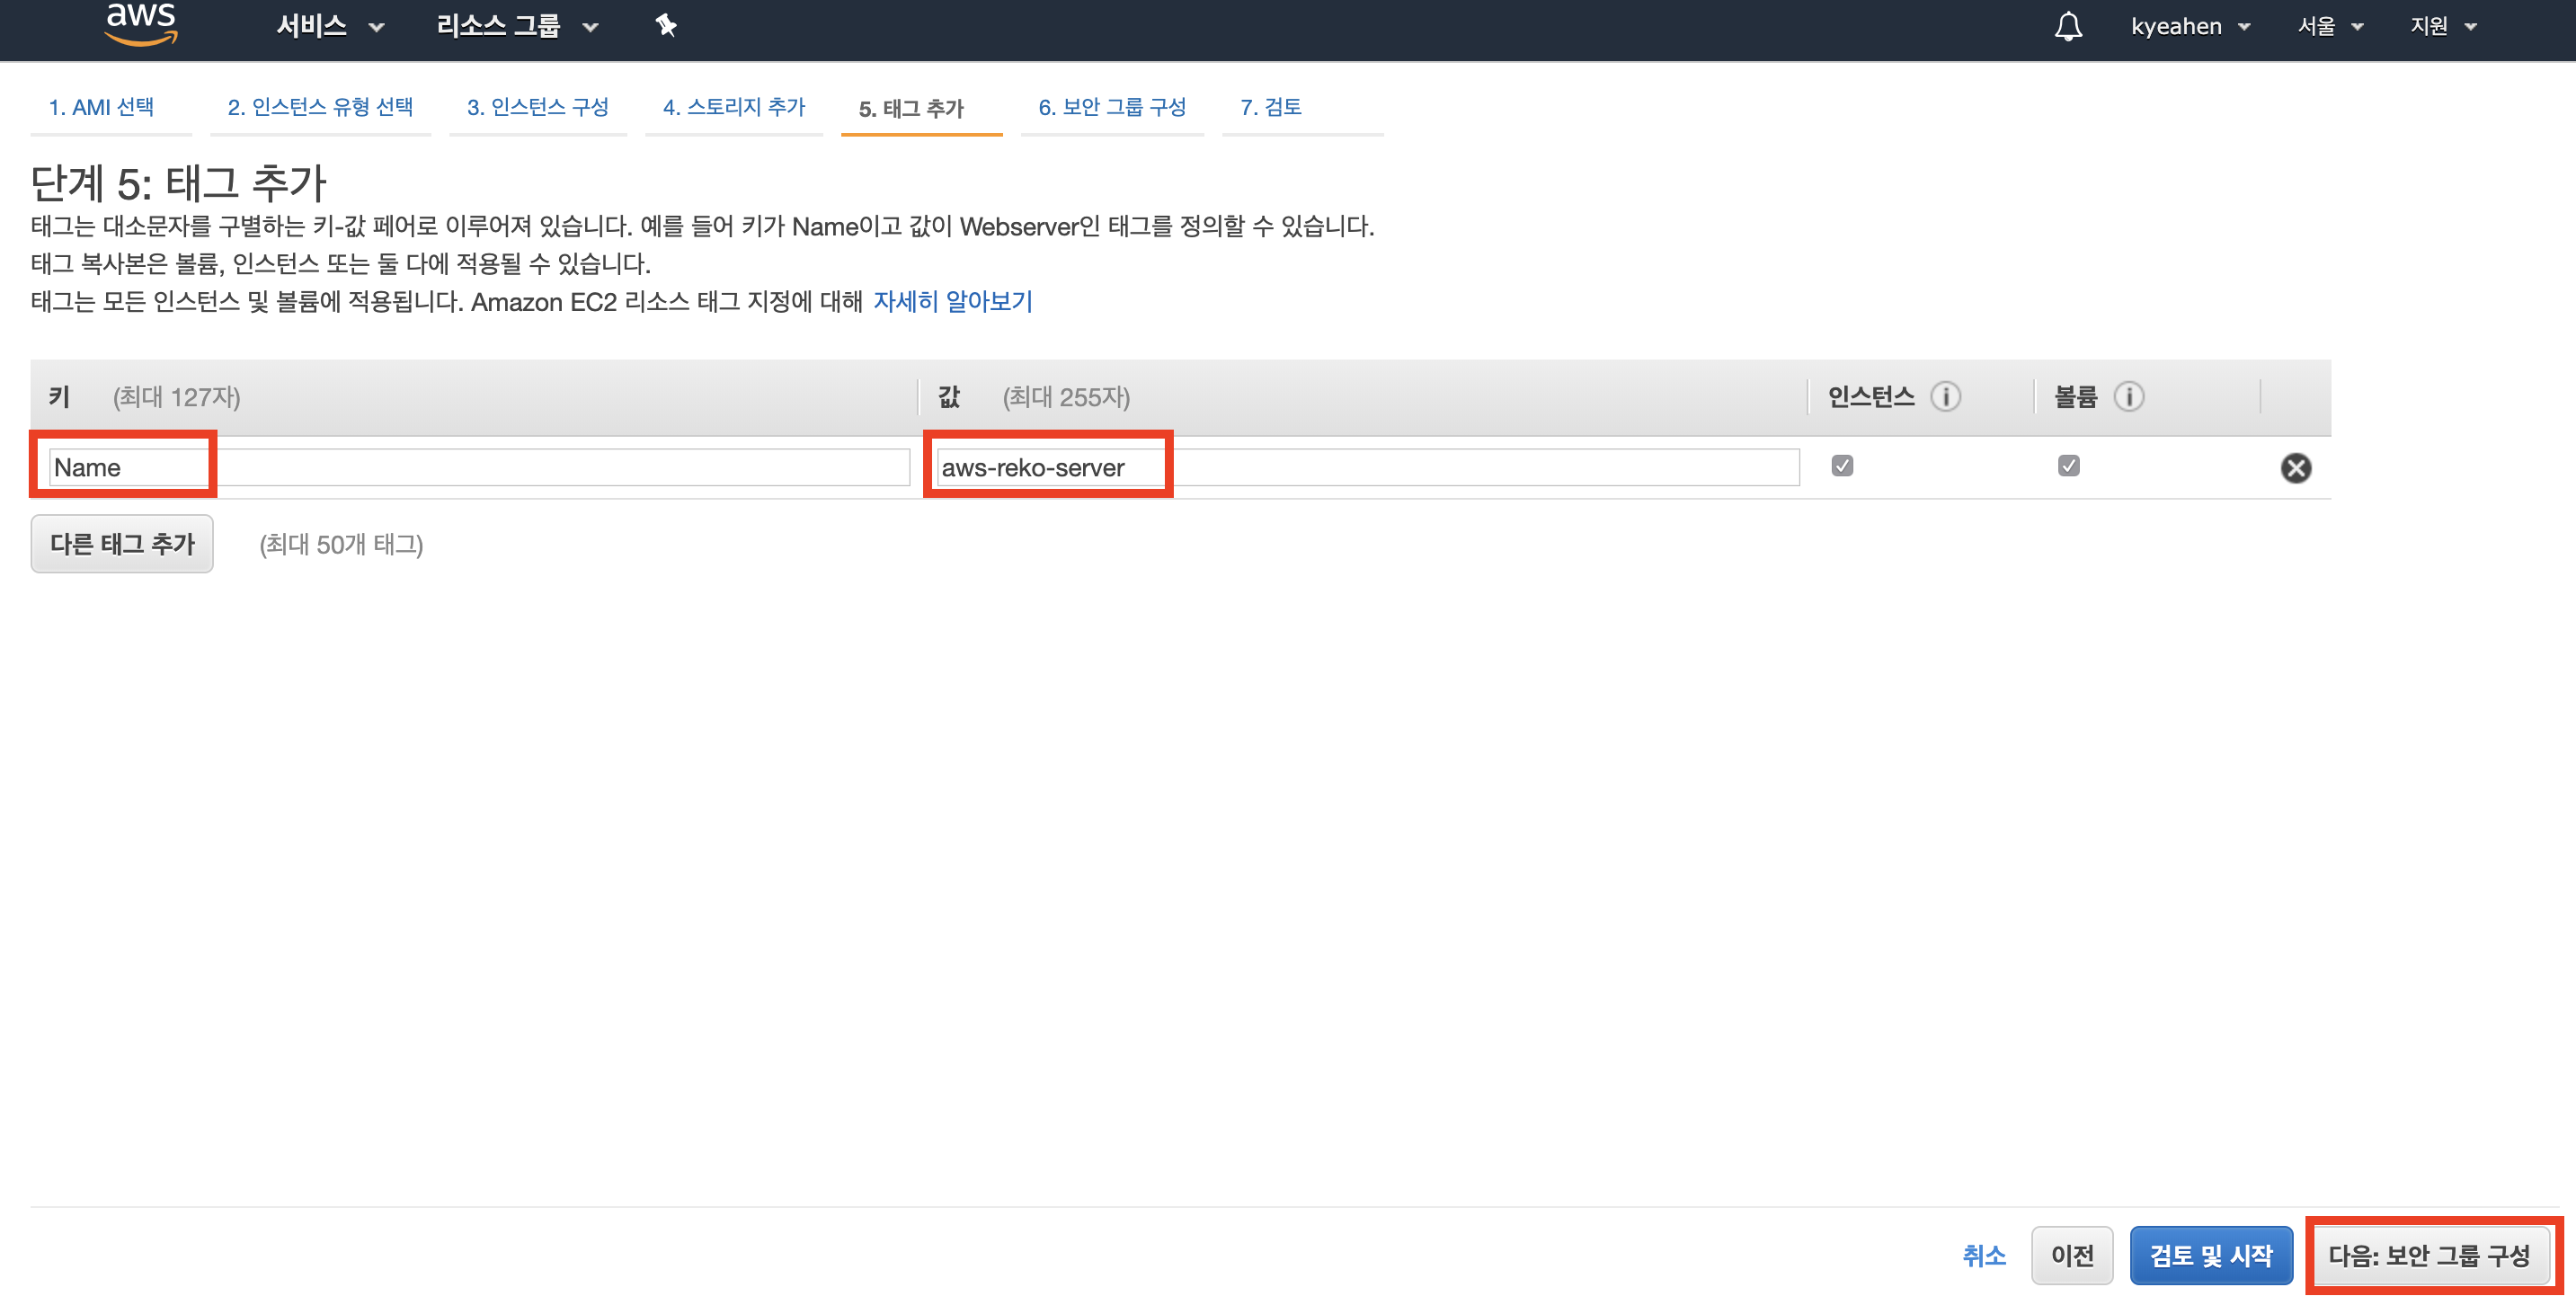 aws 서비스 리소스 그룹 kyeahen 서울 지원
1. AMI 선택 2. 인스턴스 유형 선택 3. 인스턴스 구성 4. 스토리지 추가 5. 태그 추가 6. 보안 그룹 구성 7. 검토
단계 5: 태그 추가
태그는 대소문자를 구별하는 키-값 페어로 이루어져 있습니다. 예를 들어 키가 Name이고 값이 Webserver인 태그를 정의할 수 있습니다.
태그 복사본은 볼륨, 인스턴스 또는 둘 다에 적용될 수 있습니다.
태그는 모든 인스턴스 및 볼륨에 적용됩니다. Amazon EC2 리소스 태그 지정에 대해 자세히 알아보기
키 (최대 127자) 값 (최대 255자) 인스턴스 i 볼륨 i
Name aws-reko-server
다른 태그 추가 (최대 50개 태그)
취소 이전 검토 및 시작 다음: 보안 그룹 구성